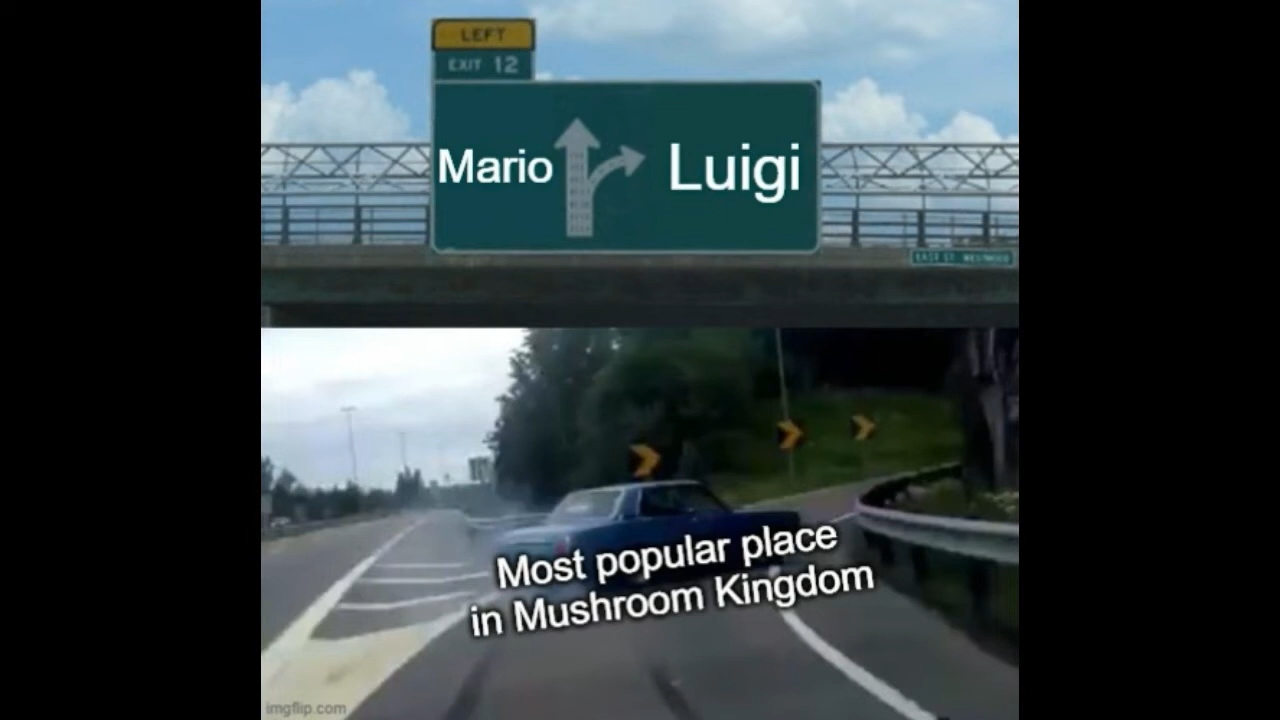 LEFT
EXIT 12
Mario
Luigi
Most popular place
in Mushroom Kingdom
imgflip.com